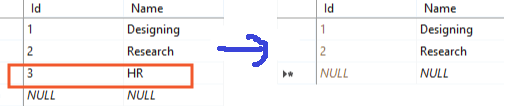 Id Name
1 Designing
2 Research
3 HR
NULL NULL
Id Name
1 Designing
2 Research
NULL NULL